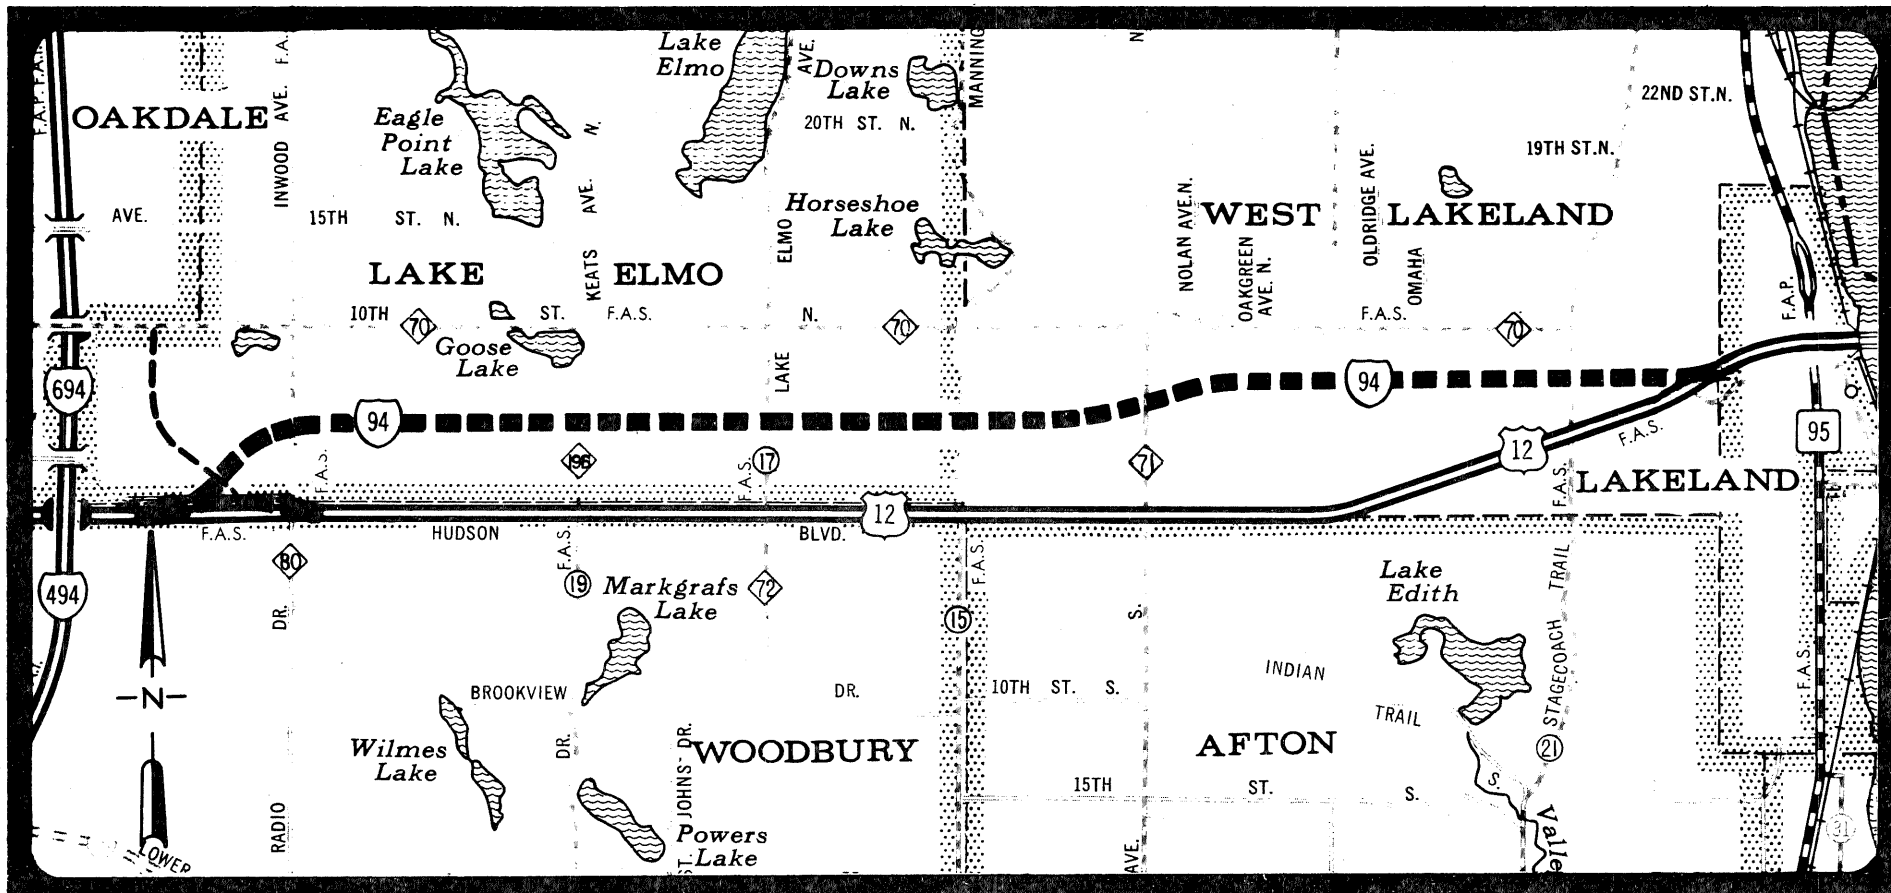 Lake
Elmo
AVE.
Downs
Lake
MANNING
N
F.A.P.
INWOOD AVE. F.A.
OAKDALE
Eagle
Point
Lake
20TH ST. N.
22ND ST.N.
19TH ST.N.
AVE.
15TH ST. N.
KEATS AVE. N.
Horseshoe
Lake
LAKE ELMO
NOLAN AVE.N.
WEST LAKELAND
OAKGREEN
AVE. N.
OLDRIDGE AVE.
OMAHA
LAKE ELMO
F.A.P.
10TH ST. F.A.S. N.
F.A.S.
70
70
70
Goose
Lake
694
94
94
12
95
F.A.S.
F.A.S.
196
17
F.A.S.
71
F.A.S.
LAKELAND
12
F.A.S.
HUDSON BLVD.
F.A.S.
F.A.S.
80
494
19
Markgrafs
Lake
72
15
Lake
Edith
STAGECOACH TRAIL
DR.
S.
F.A.S.
N
BROOKVIEW DR.
10TH ST. S.
INDIAN
TRAIL
Wilmes
Lake
DR.
ST. JOHNS DR.
WOODBURY
AFTON
21
15TH ST. S.
S.
RADIO
Powers
Lake
AVE.
Valle
31
LOWER